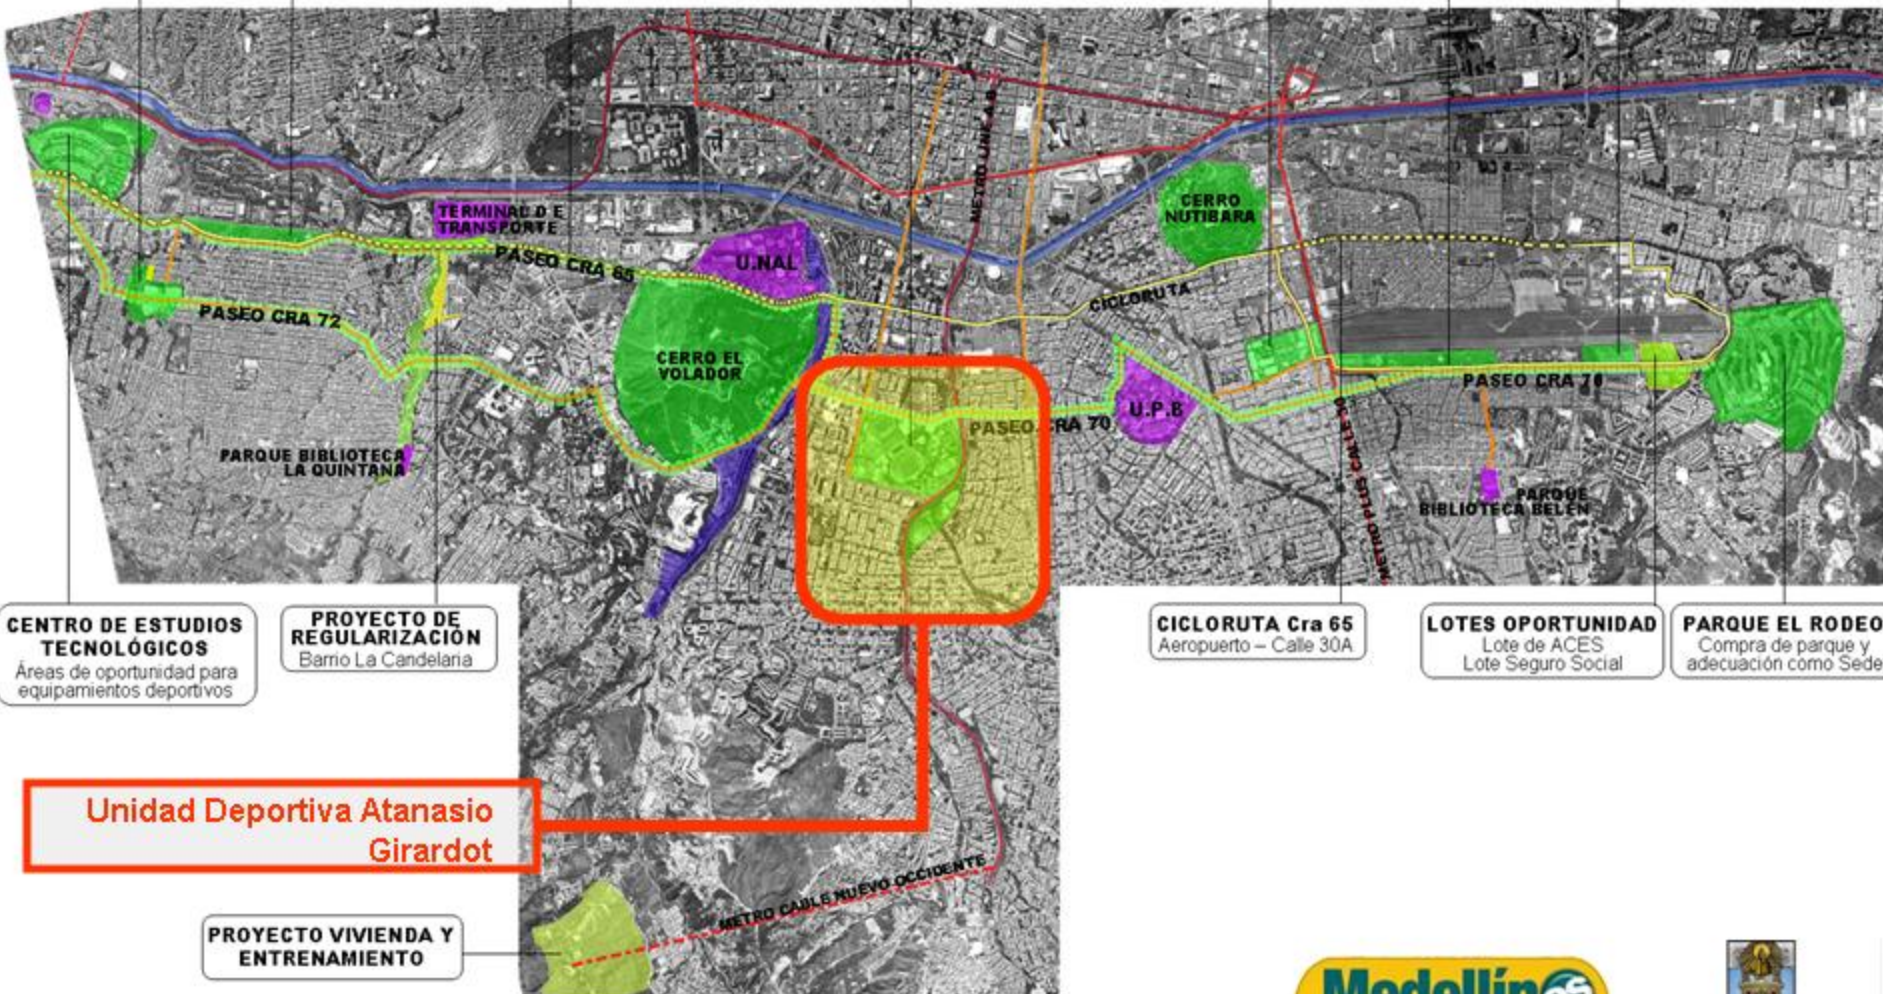 METRO LINE A B
CERRO
NUTIBARA
TERMINAL D E
TRANSPORTE
U.NAL
PASEO CRA 65
CICLORUTA
PASEO CRA 72
CERRO EL
VOLADOR
PASEO CRA 70
U.P.B
PASEO CRA 70
PARQUE BIBLIOTECA
LA QUINTANA
METRO PLUS CALLE 30
PARQUE
BIBLIOTECA BELÉN
CENTRO DE ESTUDIOS
TECNOLÓGICOS
Áreas de oportunidad para
equipamientos deportivos
PROYECTO DE
REGULARIZACIÓN
Barrio La Candelaria
CICLORUTA Cra 65
Aeropuerto – Calle 30A
LOTES OPORTUNIDAD
Lote de ACES
Lote Seguro Social
PARQUE EL RODEO
Compra de parque y
adecuación como Sede
Unidad Deportiva Atanasio
Girardot
METRO CABLE NUEVO OCCIDENTE
PROYECTO VIVIENDA Y
ENTRENAMIENTO
Medellín